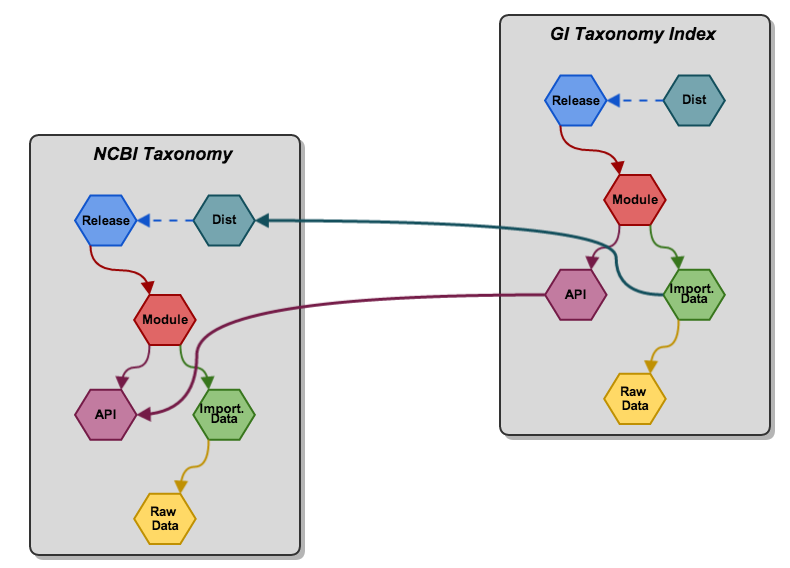 NCBI Taxonomy
Release
Dist
Module
API
Import.
Data
Raw
Data
GI Taxonomy Index
Release
Dist
Module
API
Import.
Data
Raw
Data